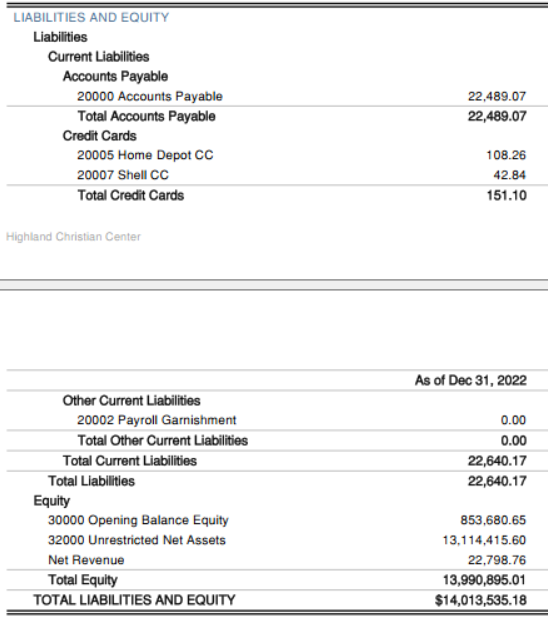 LIABILITIES AND EQUITY
Liabilities
Current Liabilities
Accounts Payable
20000 Accounts Payable 22,489.07
Total Accounts Payable 22,489.07
Credit Cards
20005 Home Depot CC 108.26
20007 Shell CC 42.84
Total Credit Cards 151.10
Highland Christian Center
As of Dec 31, 2022
Other Current Liabilities
20002 Payroll Garnishment 0.00
Total Other Current Liabilities 0.00
Total Current Liabilities 22,640.17
Total Liabilities 22,640.17
Equity
30000 Opening Balance Equity 853,680.65
32000 Unrestricted Net Assets 13,114,415.60
Net Revenue 22,798.76
Total Equity 13,990,895.01
TOTAL LIABILITIES AND EQUITY $14,013,535.18